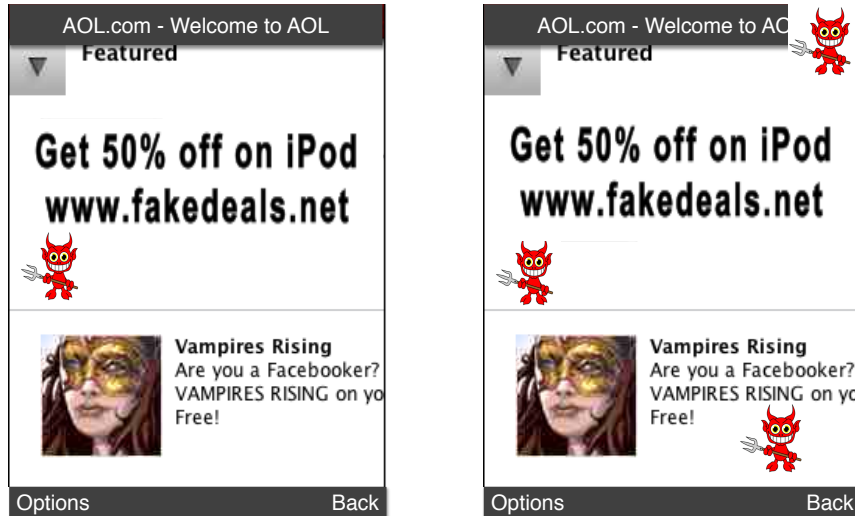 AOL.com - Welcome to AOL
Featured
Get 50% off on iPod
www.fakedeals.net
Vampires Rising
Are you a Facebooker?
VAMPIRES RISING on yo
Free!
Options Back
AOL.com - Welcome to AO
Featured
Get 50% off on iPod
www.fakedeals.net
Vampires Rising
Are you a Facebooker?
VAMPIRES RISING on yo
Free!
Options Back